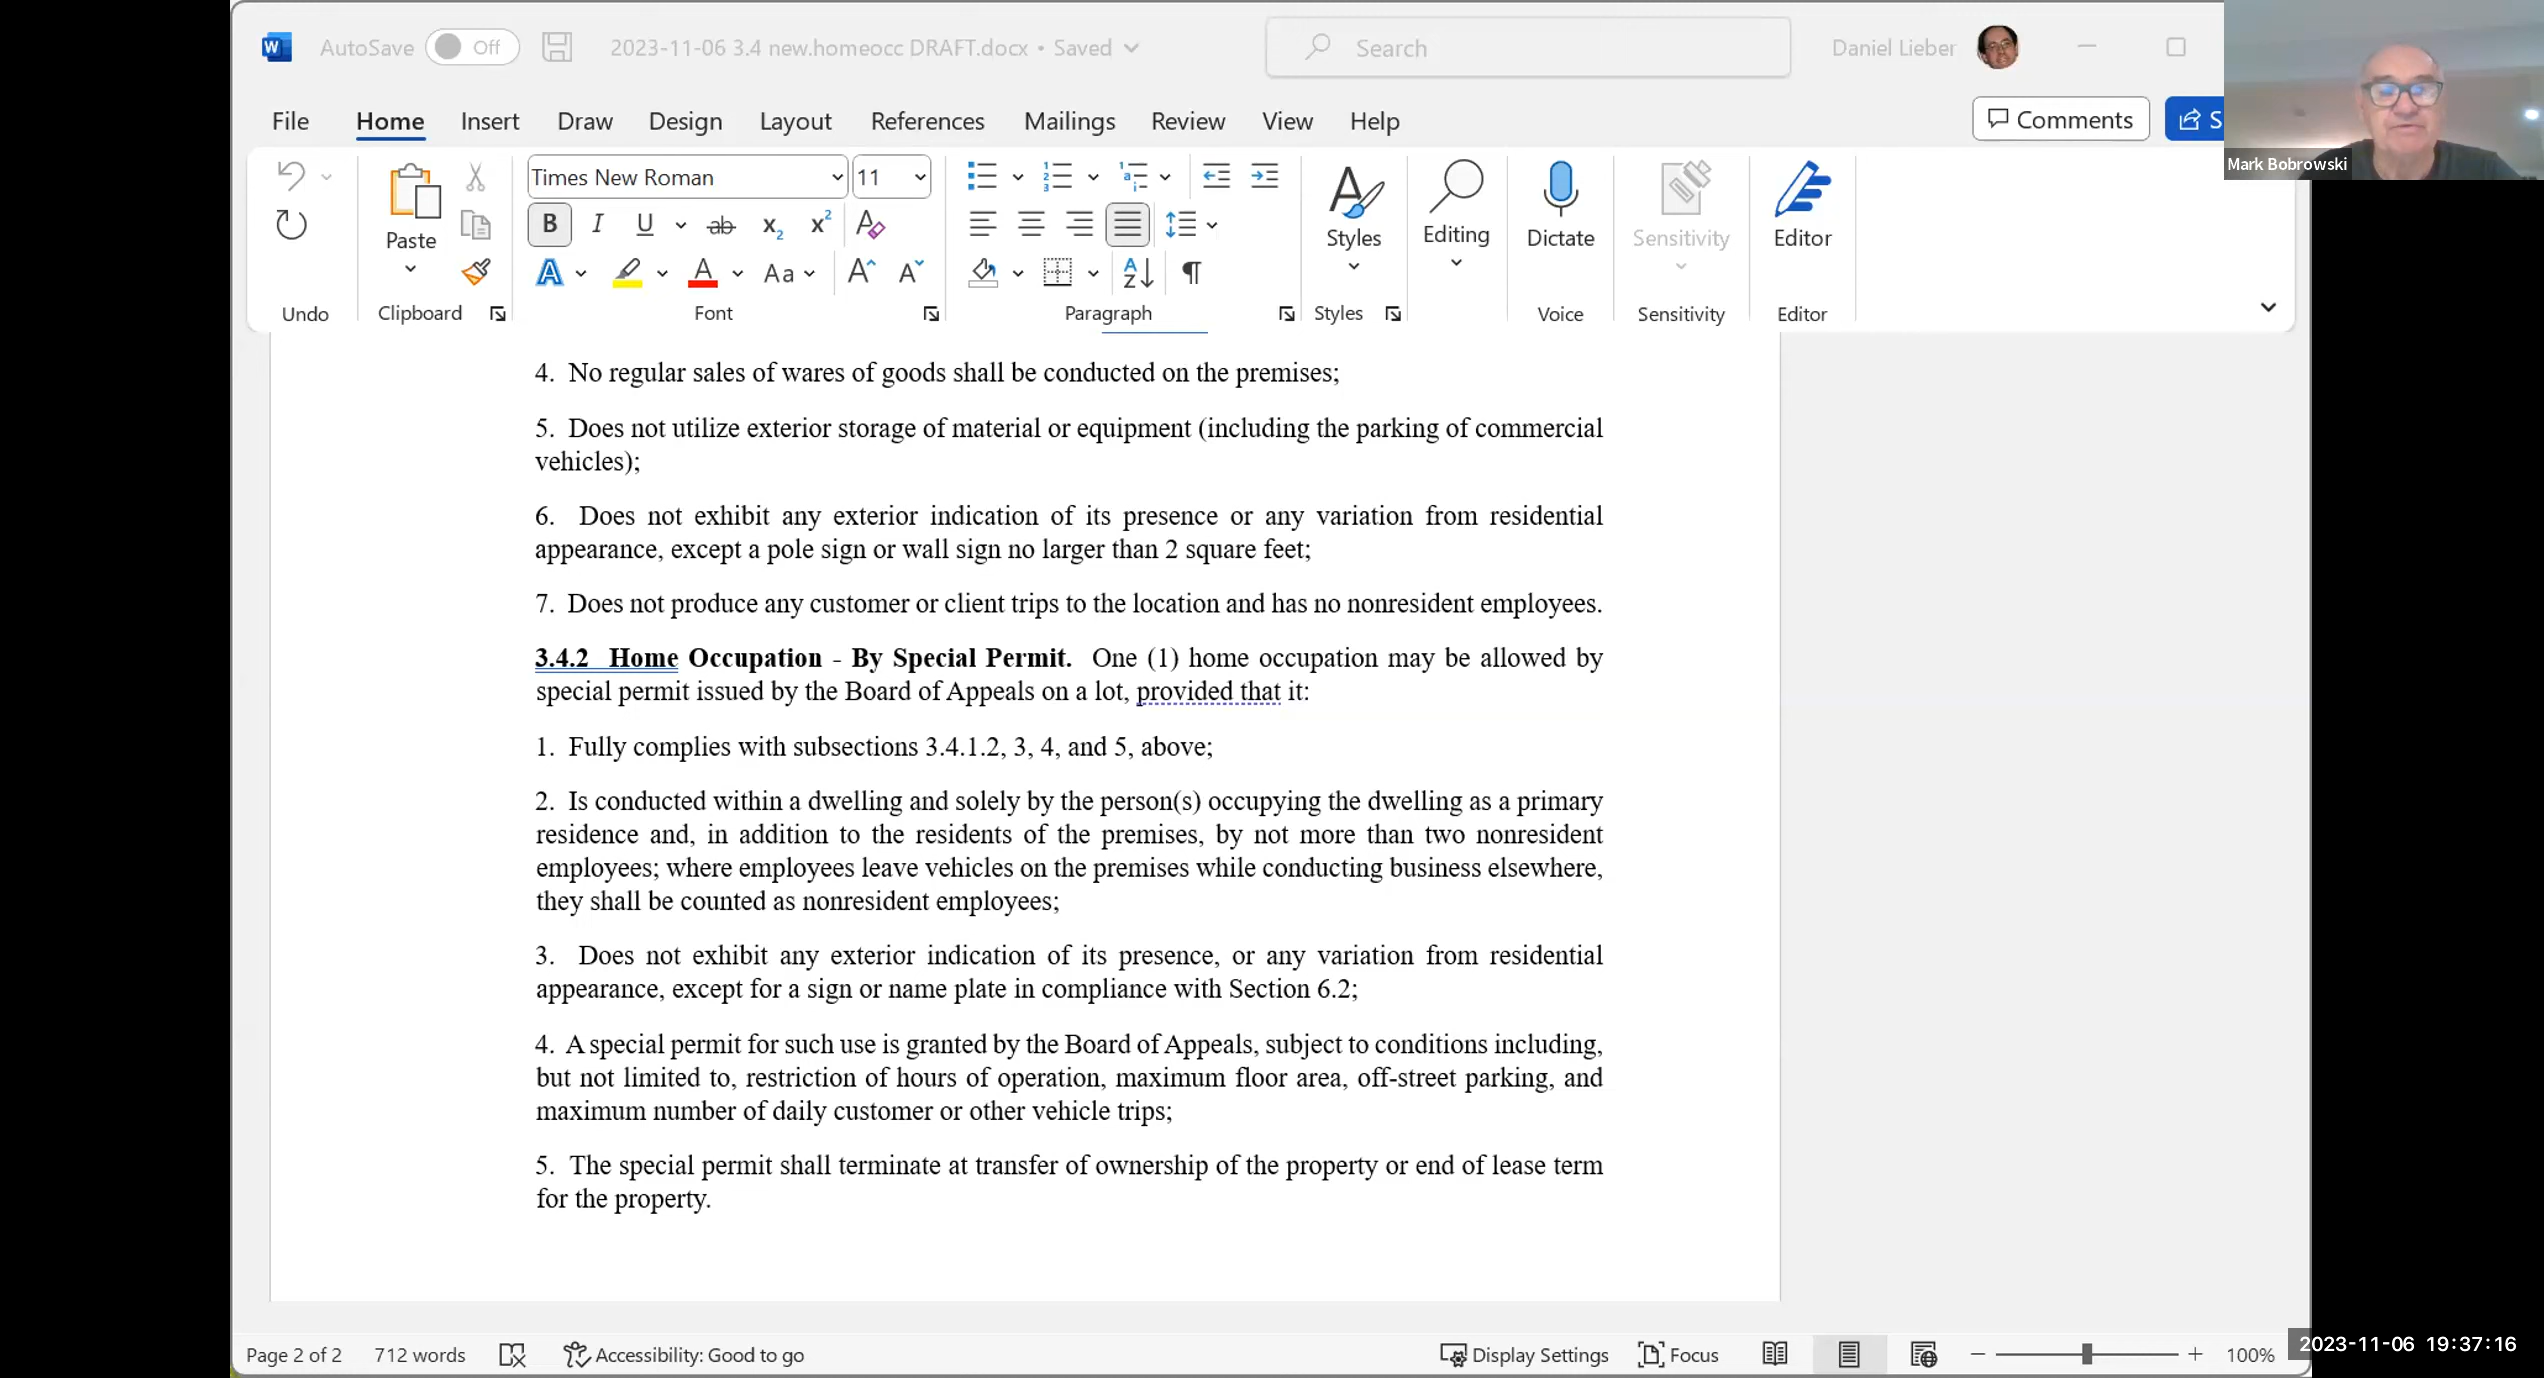 AutoSave Off 2023-11-06 3.4 new.homeocc DRAFT.docx • Saved Search Daniel Lieber
File Home Insert Draw Design Layout References Mailings Review View Help Comments S
Mark Bobrowski
Times New Roman 11
Paste Styles Editing Dictate Sensitivity Editor
Undo Clipboard Font Paragraph Styles Voice Sensitivity Editor
4. No regular sales of wares of goods shall be conducted on the premises;
5. Does not utilize exterior storage of material or equipment (including the parking of commercial
vehicles);
6. Does not exhibit any exterior indication of its presence or any variation from residential
appearance, except a pole sign or wall sign no larger than 2 square feet;
7. Does not produce any customer or client trips to the location and has no nonresident employees.
3.4.2 Home Occupation - By Special Permit. One (1) home occupation may be allowed by
special permit issued by the Board of Appeals on a lot, provided that it:
1. Fully complies with subsections 3.4.1.2, 3, 4, and 5, above;
2. Is conducted within a dwelling and solely by the person(s) occupying the dwelling as a primary
residence and, in addition to the residents of the premises, by not more than two nonresident
employees; where employees leave vehicles on the premises while conducting business elsewhere,
they shall be counted as nonresident employees;
3. Does not exhibit any exterior indication of its presence, or any variation from residential
appearance, except for a sign or name plate in compliance with Section 6.2;
4. A special permit for such use is granted by the Board of Appeals, subject to conditions including,
but not limited to, restriction of hours of operation, maximum floor area, off-street parking, and
maximum number of daily customer or other vehicle trips;
5. The special permit shall terminate at transfer of ownership of the property or end of lease term
for the property.
Page 2 of 2 712 words Accessibility: Good to go Display Settings Focus 100%
2023-11-06 19:37:16